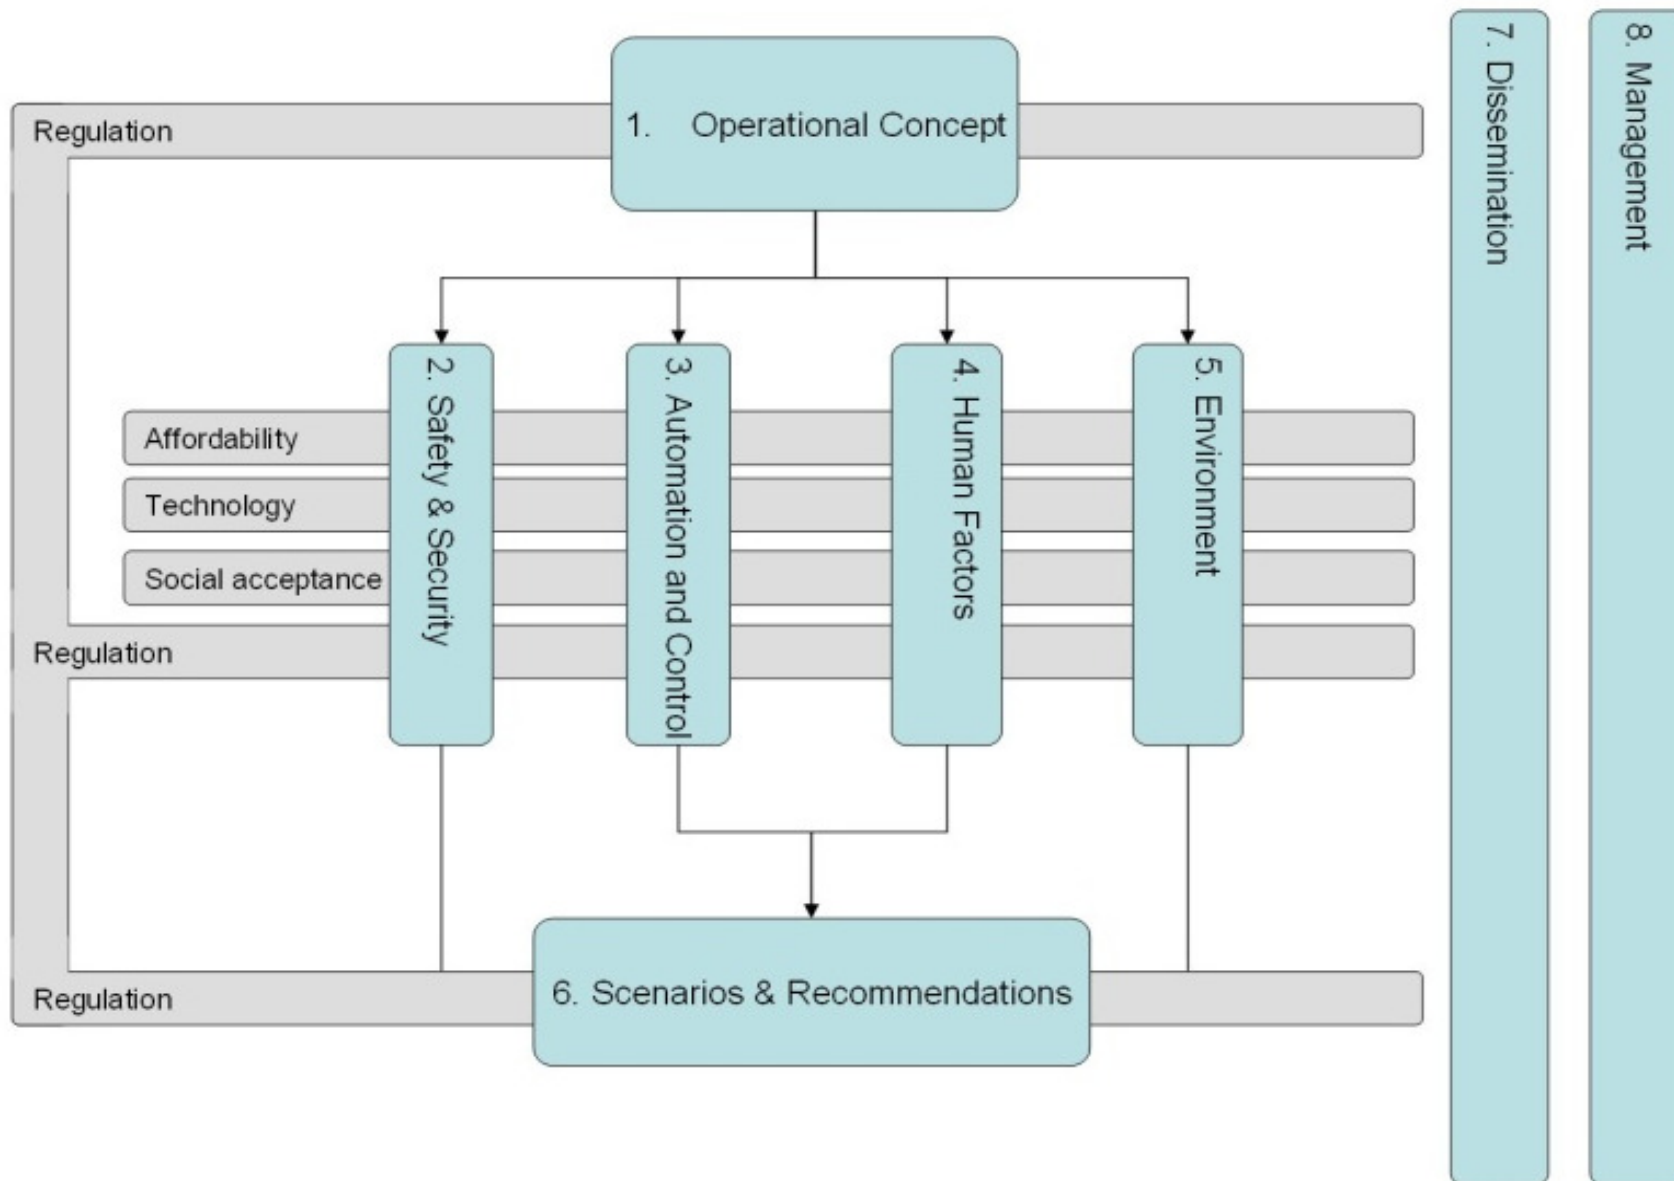 1. Operational Concept
Regulation
2. Safety & Security
3. Automation and Control
4. Human Factors
5. Environment
Affordability
Technology
Social acceptance
Regulation
6. Scenarios & Recommendations
Regulation
7. Dissemination
8. Management